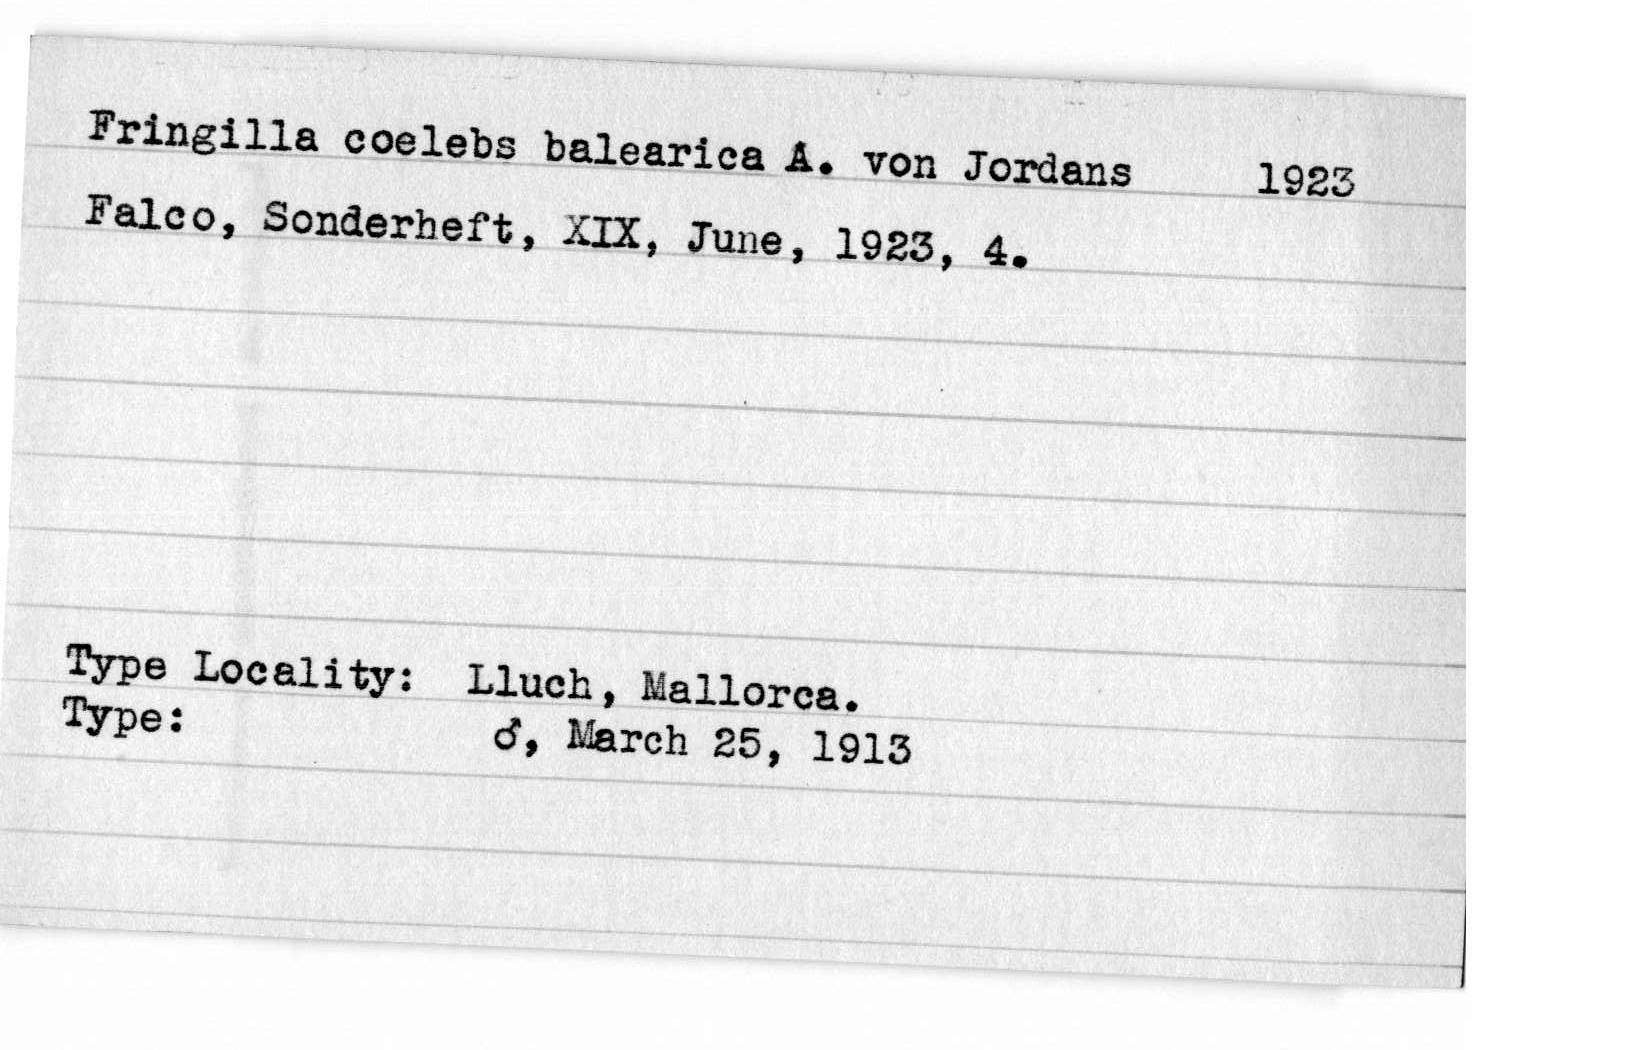 Fringilla coelebs balearica A. von Jordans 1923
Falco, Sonderheft, XIX, June, 1923, 4.
Type Locality: Lluch, Mallorca.
Type: ♂, March 25, 1913